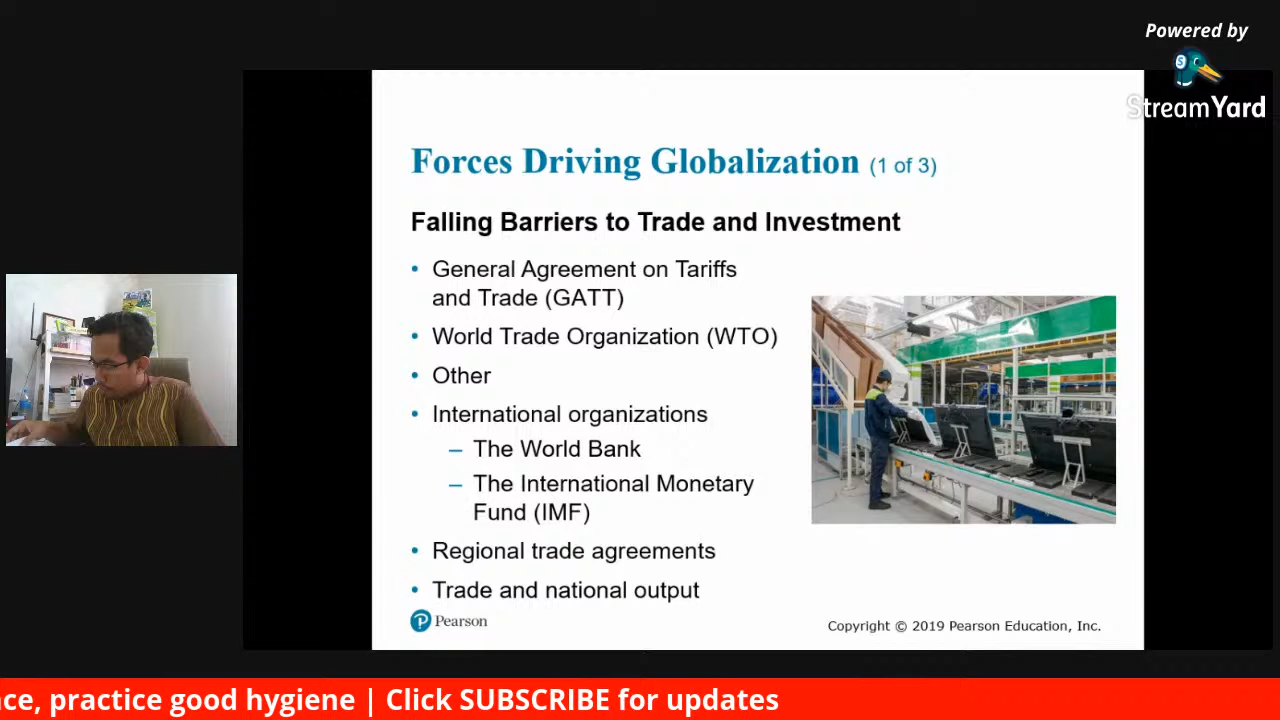 Powered by
StreamYard
Forces Driving Globalization (1 of 3)
Falling Barriers to Trade and Investment
• General Agreement on Tariffs
and Trade (GATT)
• World Trade Organization (WTO)
• Other
• International organizations
– The World Bank
– The International Monetary
Fund (IMF)
• Regional trade agreements
• Trade and national output
Pearson
Copyright © 2019 Pearson Education, Inc.
practice good hygiene | Click SUBSCRIBE for updates